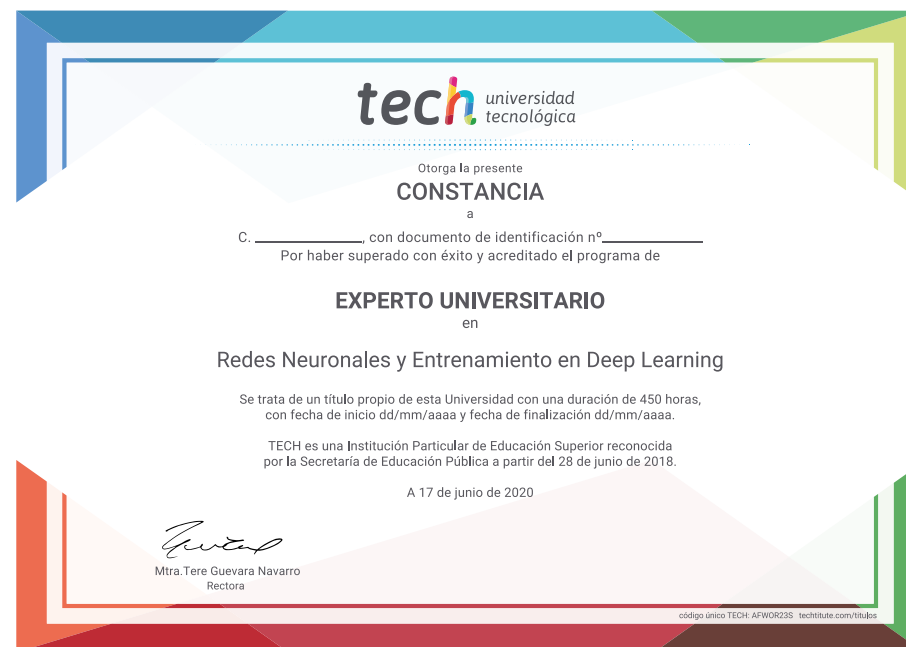 tech universidad
tecnológica
Otorga la presente
CONSTANCIA
a
C. ____________, con documento de identificación nº____________
Por haber superado con éxito y acreditado el programa de
EXPERTO UNIVERSITARIO
en
Redes Neuronales y Entrenamiento en Deep Learning
Se trata de un título propio de esta Universidad con una duración de 450 horas,
con fecha de inicio dd/mm/aaaa y fecha de finalización dd/mm/aaaa.
TECH es una Institución Particular de Educación Superior reconocida
por la Secretaría de Educación Pública a partir del 28 de junio de 2018.
A 17 de junio de 2020
Mtra.Tere Guevara Navarro
Rectora
código único TECH: AFWOR23S techtitute.com/titulos